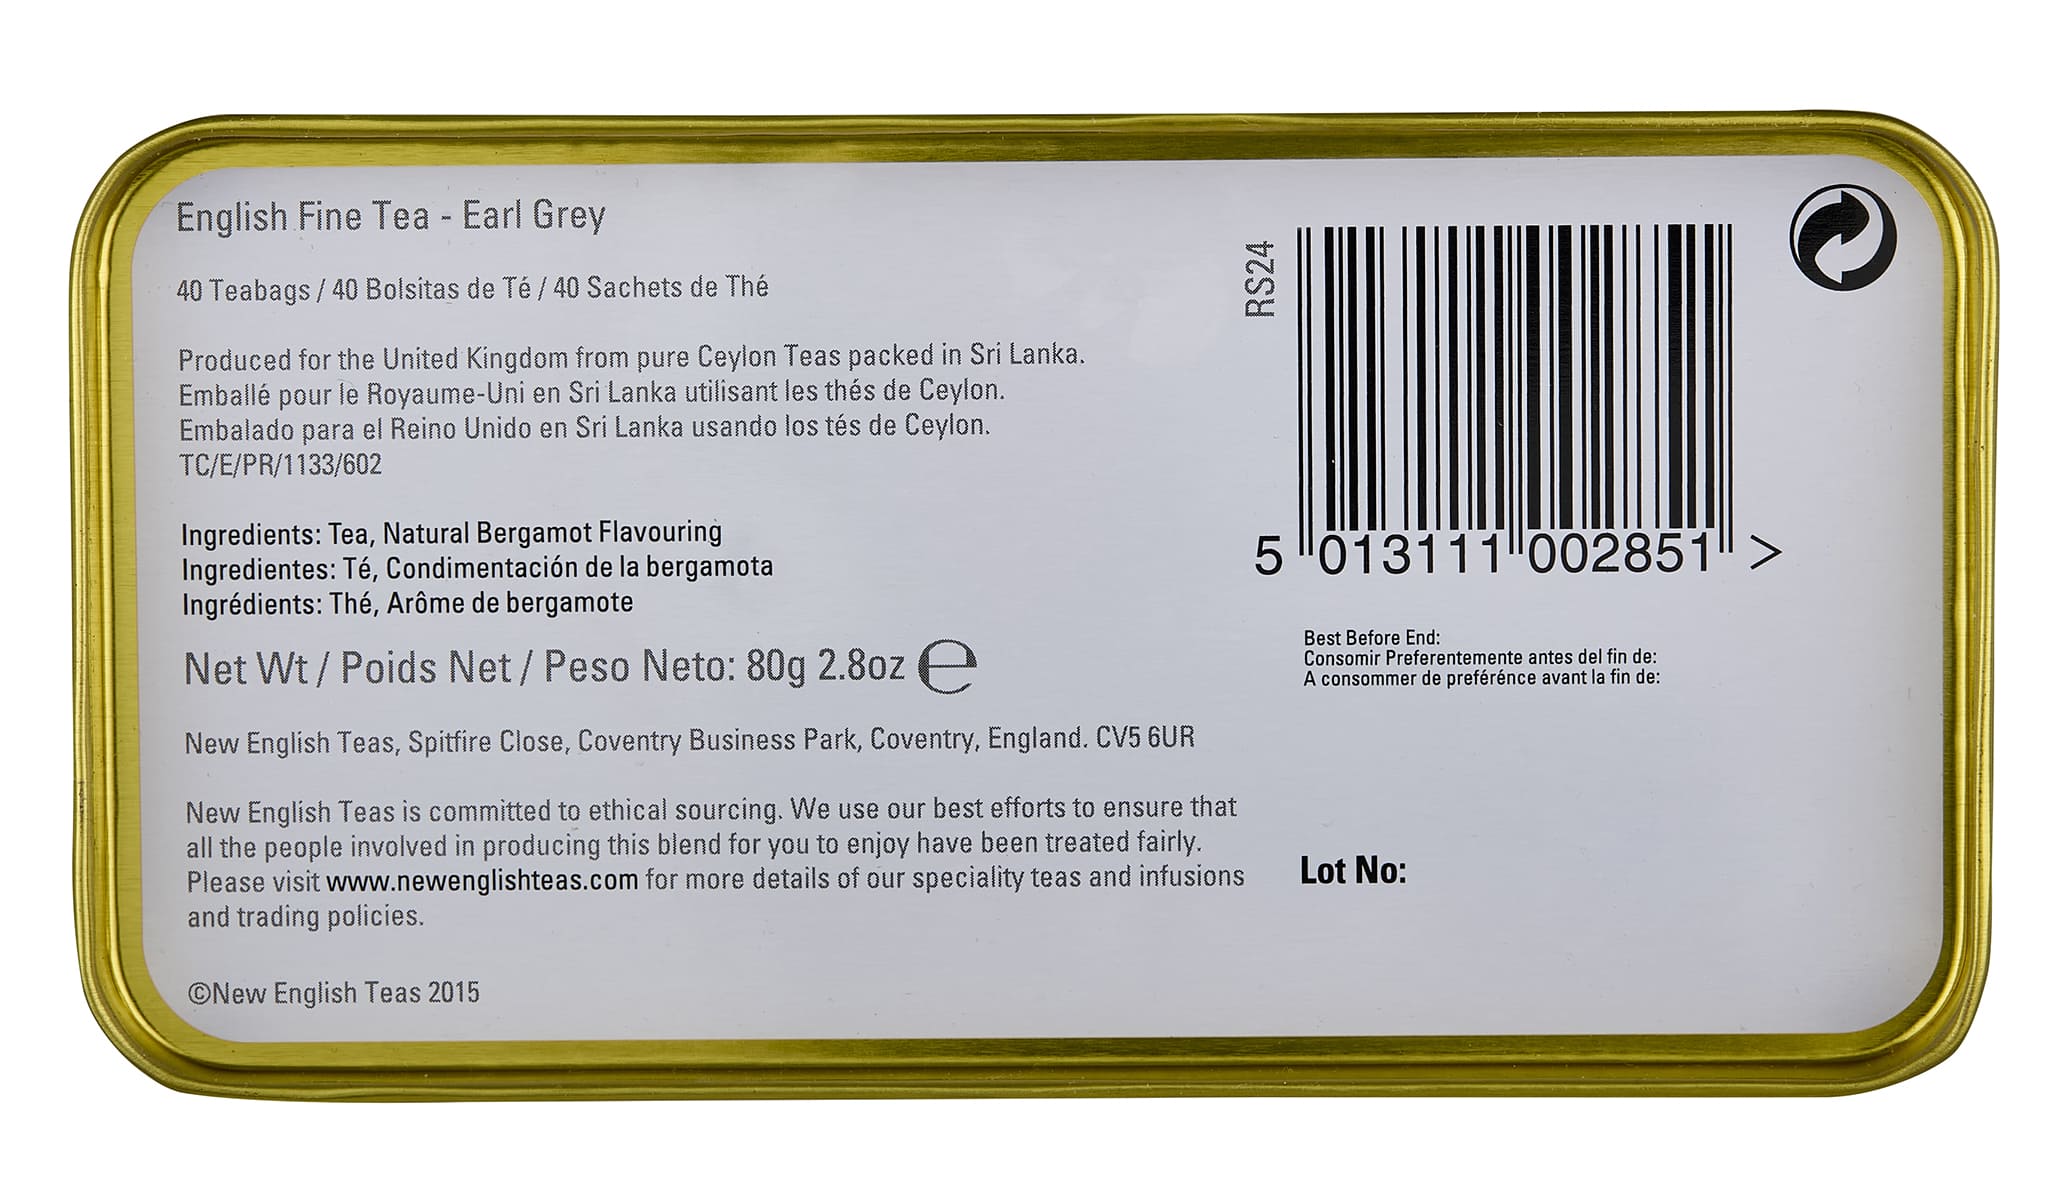 English Fine Tea - Earl Grey
40 Teabags / 40 Bolsitas de Té / 40 Sachets de Thé
Produced for the United Kingdom from pure Ceylon Teas packed in Sri Lanka.
Emballé pour le Royaume-Uni en Sri Lanka utilisant les thés de Ceylon.
Embalado para el Reino Unido en Sri Lanka usando los tés de Ceylon.
TC/E/PR/1133/602
Ingredients: Tea, Natural Bergamot Flavouring
Ingredientes: Té, Condimentación de la bergamota
Ingrédients: Thé, Arôme de bergamote
Net Wt / Poids Net / Peso Neto: 80g 2.8oz ℮
New English Teas, Spitfire Close, Coventry Business Park, Coventry, England. CV5 6UR
New English Teas is committed to ethical sourcing. We use our best efforts to ensure that
all the people involved in producing this blend for you to enjoy have been treated fairly.
Please visit www.newenglishteas.com for more details of our speciality teas and infusions
and trading policies.
©New English Teas 2015
RS24
5 013111 002851 >
Best Before End:
Consomir Preferentemente antes del fin de:
A consommer de preférénce avant la fin de:
Lot No: